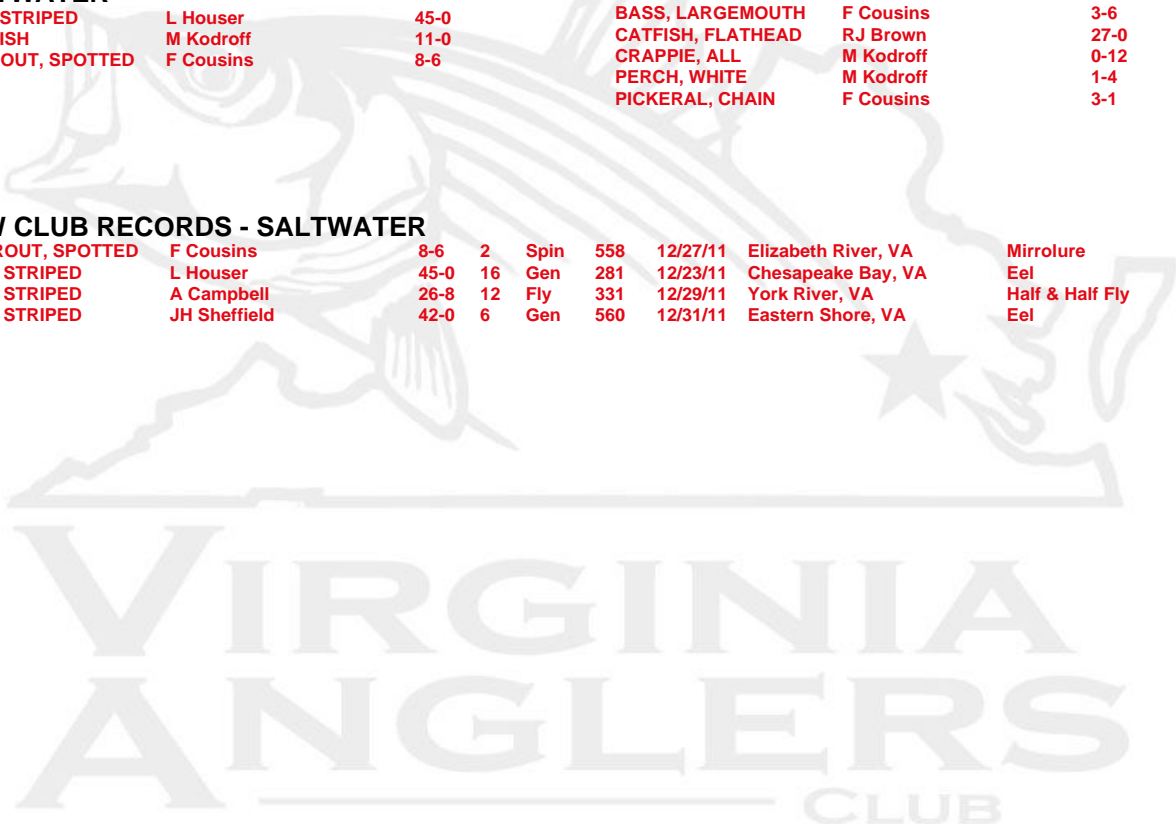 STRIPED L Houser 45-0
ISH M Kodroff 11-0
OUT, SPOTTED F Cousins 8-6
BASS, LARGEMOUTH F Cousins 3-6
CATFISH, FLATHEAD RJ Brown 27-0
CRAPPIE, ALL M Kodroff 0-12
PERCH, WHITE M Kodroff 1-4
PICKERAL, CHAIN F Cousins 3-1
CLUB RECORDS - SALTWATER
ROUT, SPOTTED F Cousins 8-6 2 Spin 558 12/27/11 Elizabeth River, VA Mirrolure
STRIPED L Houser 45-0 16 Gen 281 12/23/11 Chesapeake Bay, VA Eel
STRIPED A Campbell 26-8 12 Fly 331 12/29/11 York River, VA Half & Half Fly
STRIPED JH Sheffield 42-0 6 Gen 560 12/31/11 Eastern Shore, VA Eel
VIRGINIA
ANGLERS
CLUB